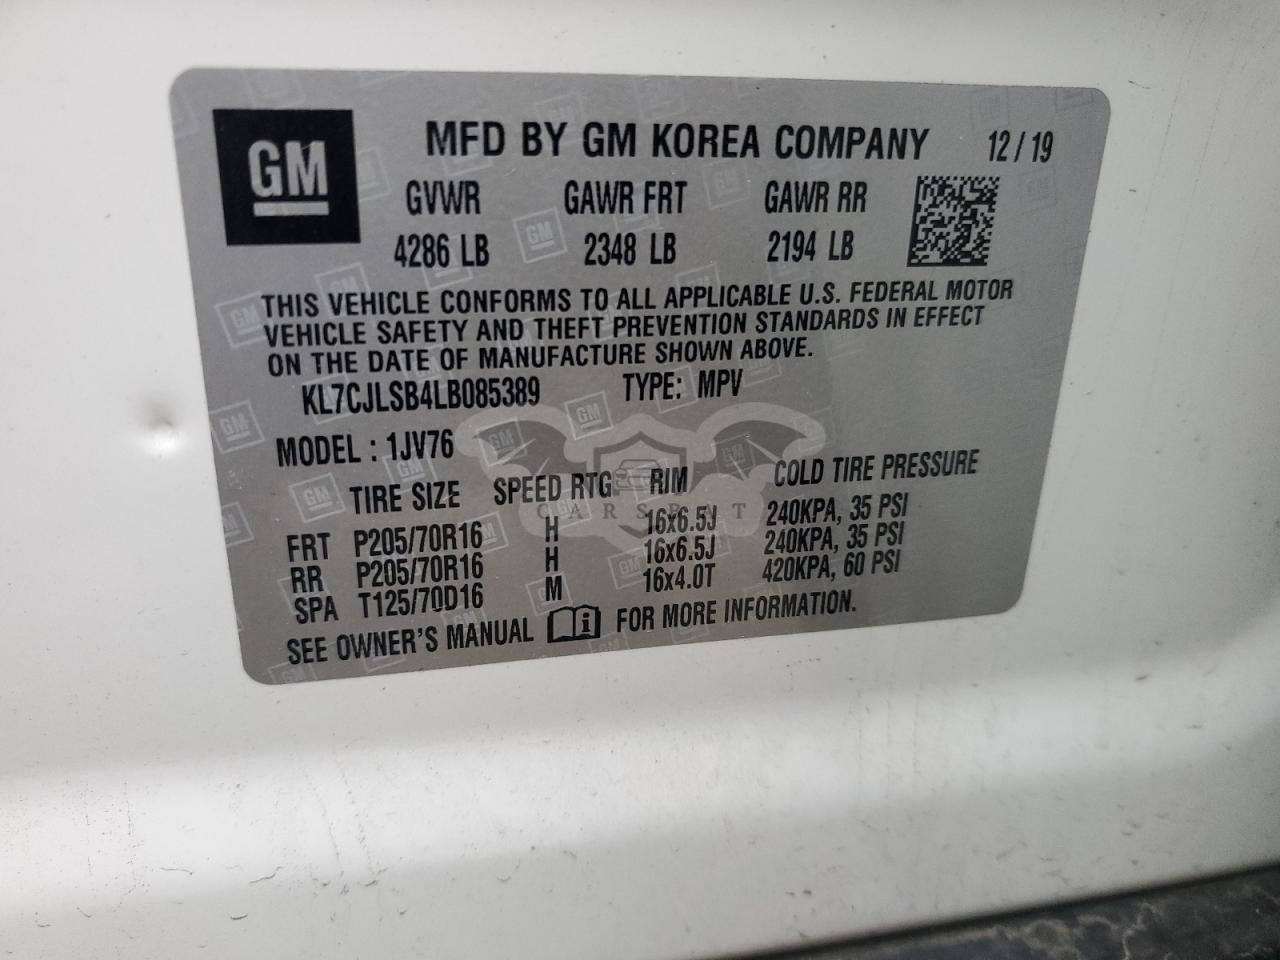 GM
MFD BY GM KOREA COMPANY 12/19
GVWR GAWR FRT GAWR RR
4286 LB 2348 LB 2194 LB
THIS VEHICLE CONFORMS TO ALL APPLICABLE U.S. FEDERAL MOTOR
VEHICLE SAFETY AND THEFT PREVENTION STANDARDS IN EFFECT
ON THE DATE OF MANUFACTURE SHOWN ABOVE.
KL7CJLSB4LB085389 TYPE: MPV
MODEL : 1JV76
TIRE SIZE SPEED RTG RIM COLD TIRE PRESSURE
CARSBAT
FRT P205/70R16 H 16x6.5J 240KPA, 35 PSI
RR P205/70R16 H 16x6.5J 240KPA, 35 PSI
SPA T125/70D16 M 16x4.0T 420KPA, 60 PSI
SEE OWNER'S MANUAL i FOR MORE INFORMATION.